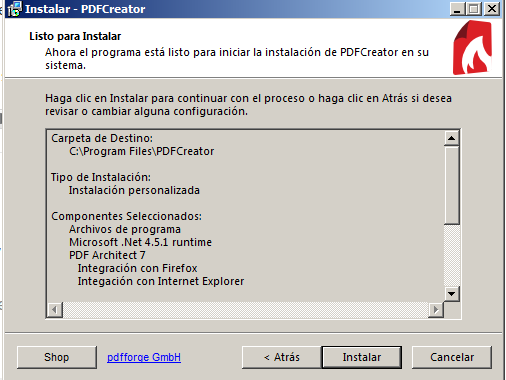 Instalar - PDFCreator
Listo para Instalar
Ahora el programa está listo para iniciar la instalación de PDFCreator en su
sistema.
Haga clic en Instalar para continuar con el proceso o haga clic en Atrás si desea
revisar o cambiar alguna configuración.
Carpeta de Destino:
C:\Program Files\PDFCreator
Tipo de Instalación:
Instalación personalizada
Componentes Seleccionados:
Archivos de programa
Microsoft .Net 4.5.1 runtime
PDF Architect 7
Integración con Firefox
Integación con Internet Explorer
Shop
pdfforge GmbH
< Atrás
Instalar
Cancelar